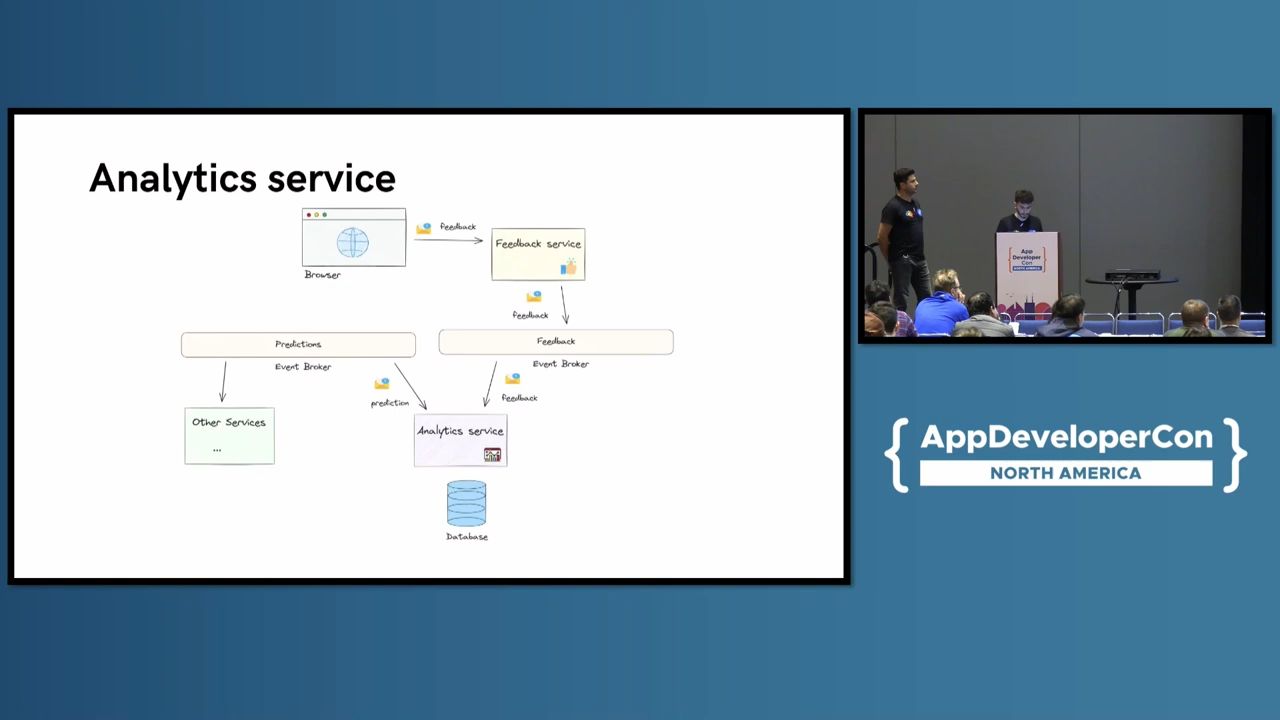 Analytics service
feedback
Browser
Feedback service
feedback
Predictions
Event Broker
Feedback
Event Broker
prediction
feedback
Other Services
...
Analytics service
Database
App
Developer
Con
NORTH AMERICA
{ AppDeveloperCon }
NORTH AMERICA